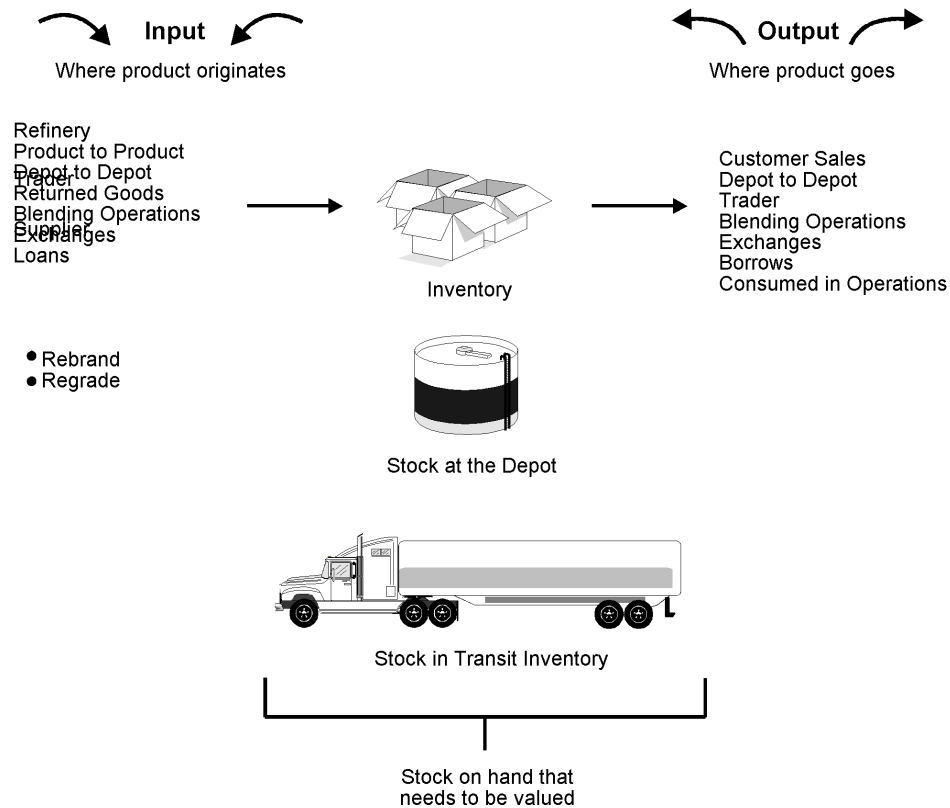 Input
Where product originates
Output
Where product goes
Refinery
Product to Product
Depot to Depot
Trader
Returned Goods
Blending Operations
Supplier
Exchanges
Loans
Rebrand
Regrade
Inventory
Stock at the Depot
Stock in Transit Inventory
Stock on hand that
needs to be valued
Customer Sales
Depot to Depot
Trader
Blending Operations
Exchanges
Borrows
Consumed in Operations